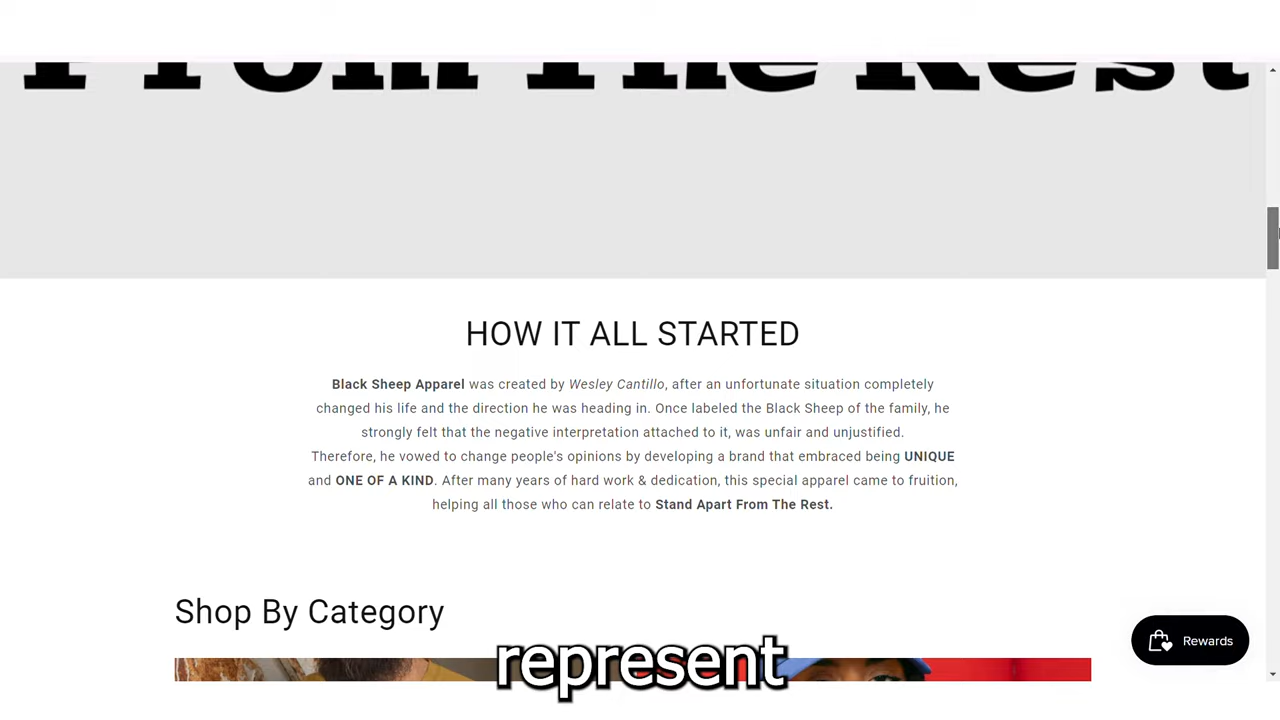 From The Rest
HOW IT ALL STARTED
Black Sheep Apparel was created by Wesley Cantillo, after an unfortunate situation completely
changed his life and the direction he was heading in. Once labeled the Black Sheep of the family, he
strongly felt that the negative interpretation attached to it, was unfair and unjustified.
Therefore, he vowed to change people's opinions by developing a brand that embraced being UNIQUE
and ONE OF A KIND. After many years of hard work & dedication, this special apparel came to fruition,
helping all those who can relate to Stand Apart From The Rest.
Shop By Category
Rewards
represent